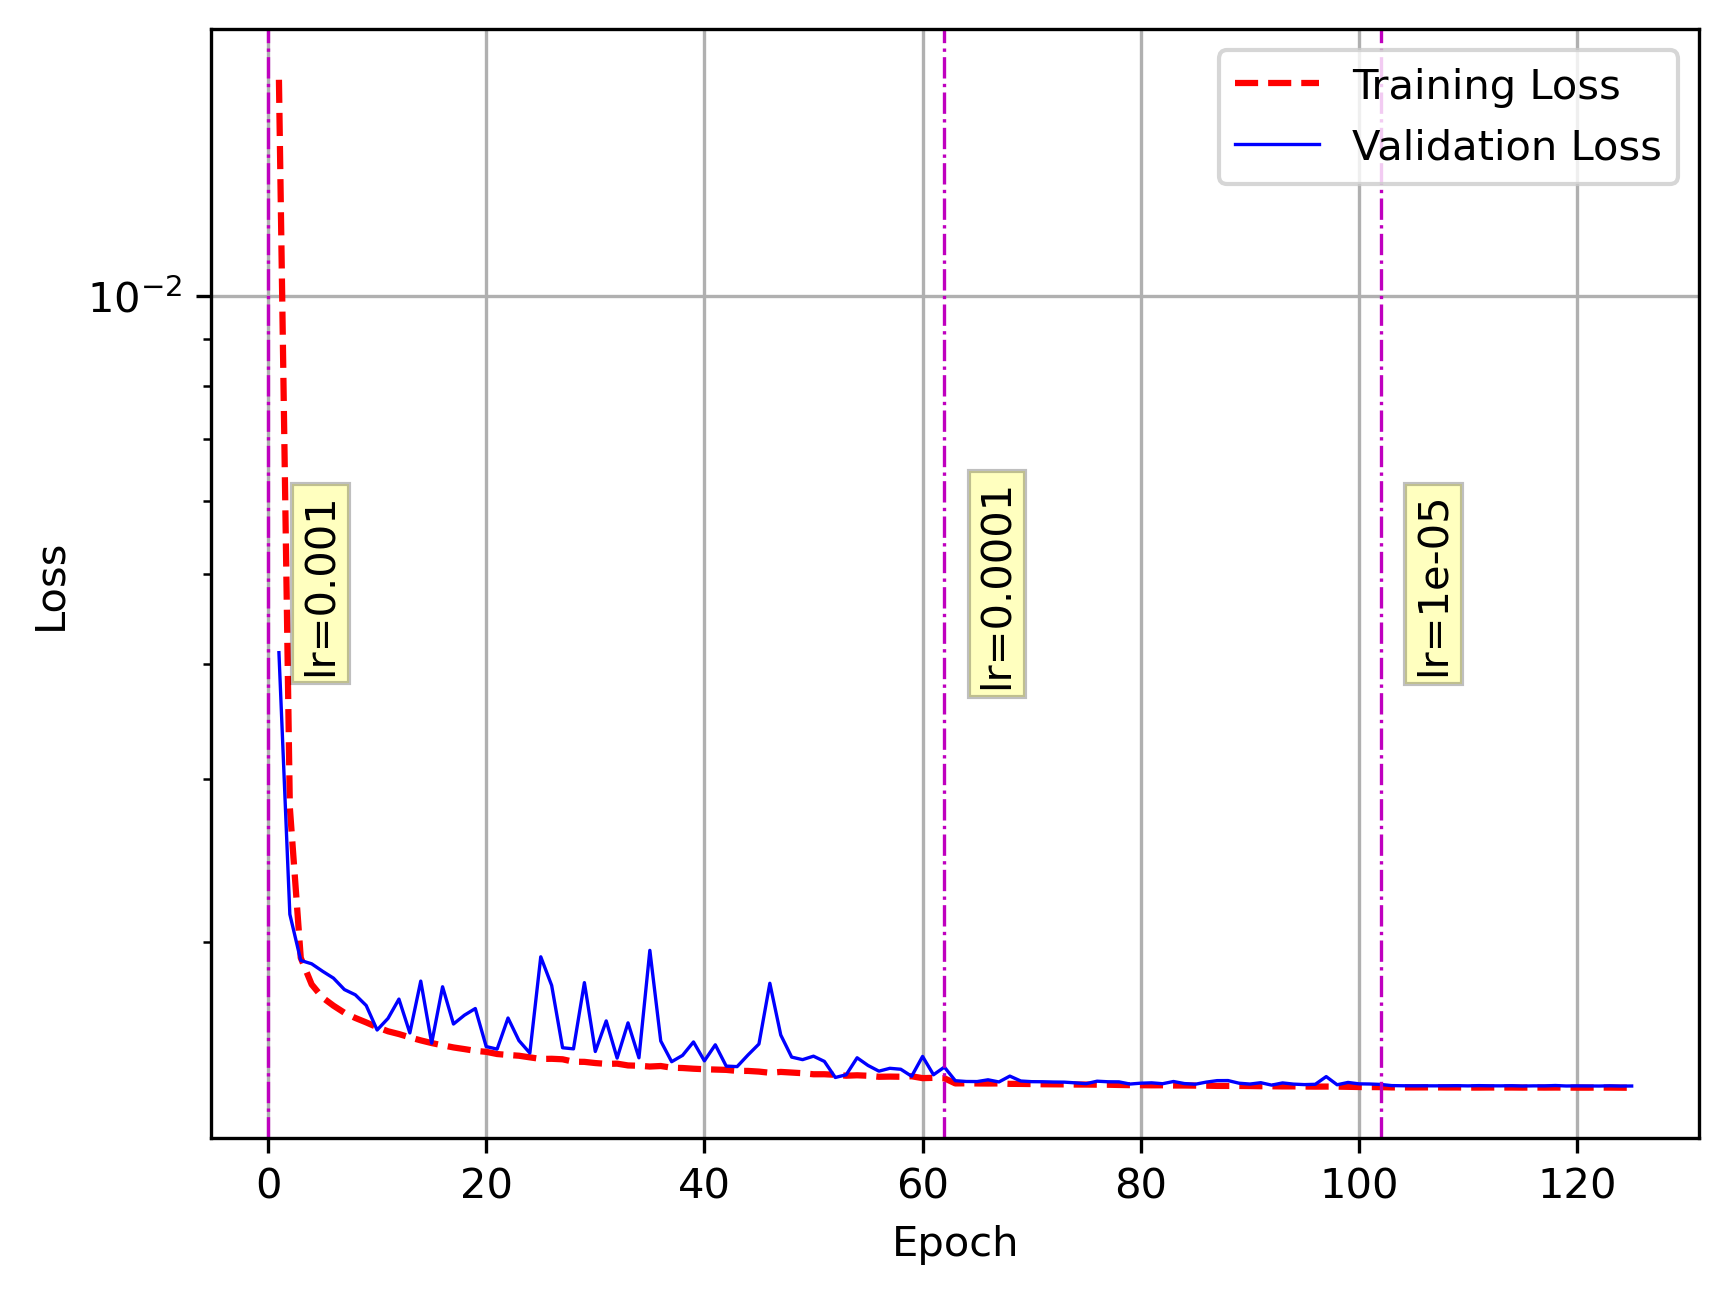 Training Loss
Validation Loss
10⁻²
Loss
lr=0.001
lr=0.0001
lr=1e-05
0 20 40 60 80 100 120
Epoch